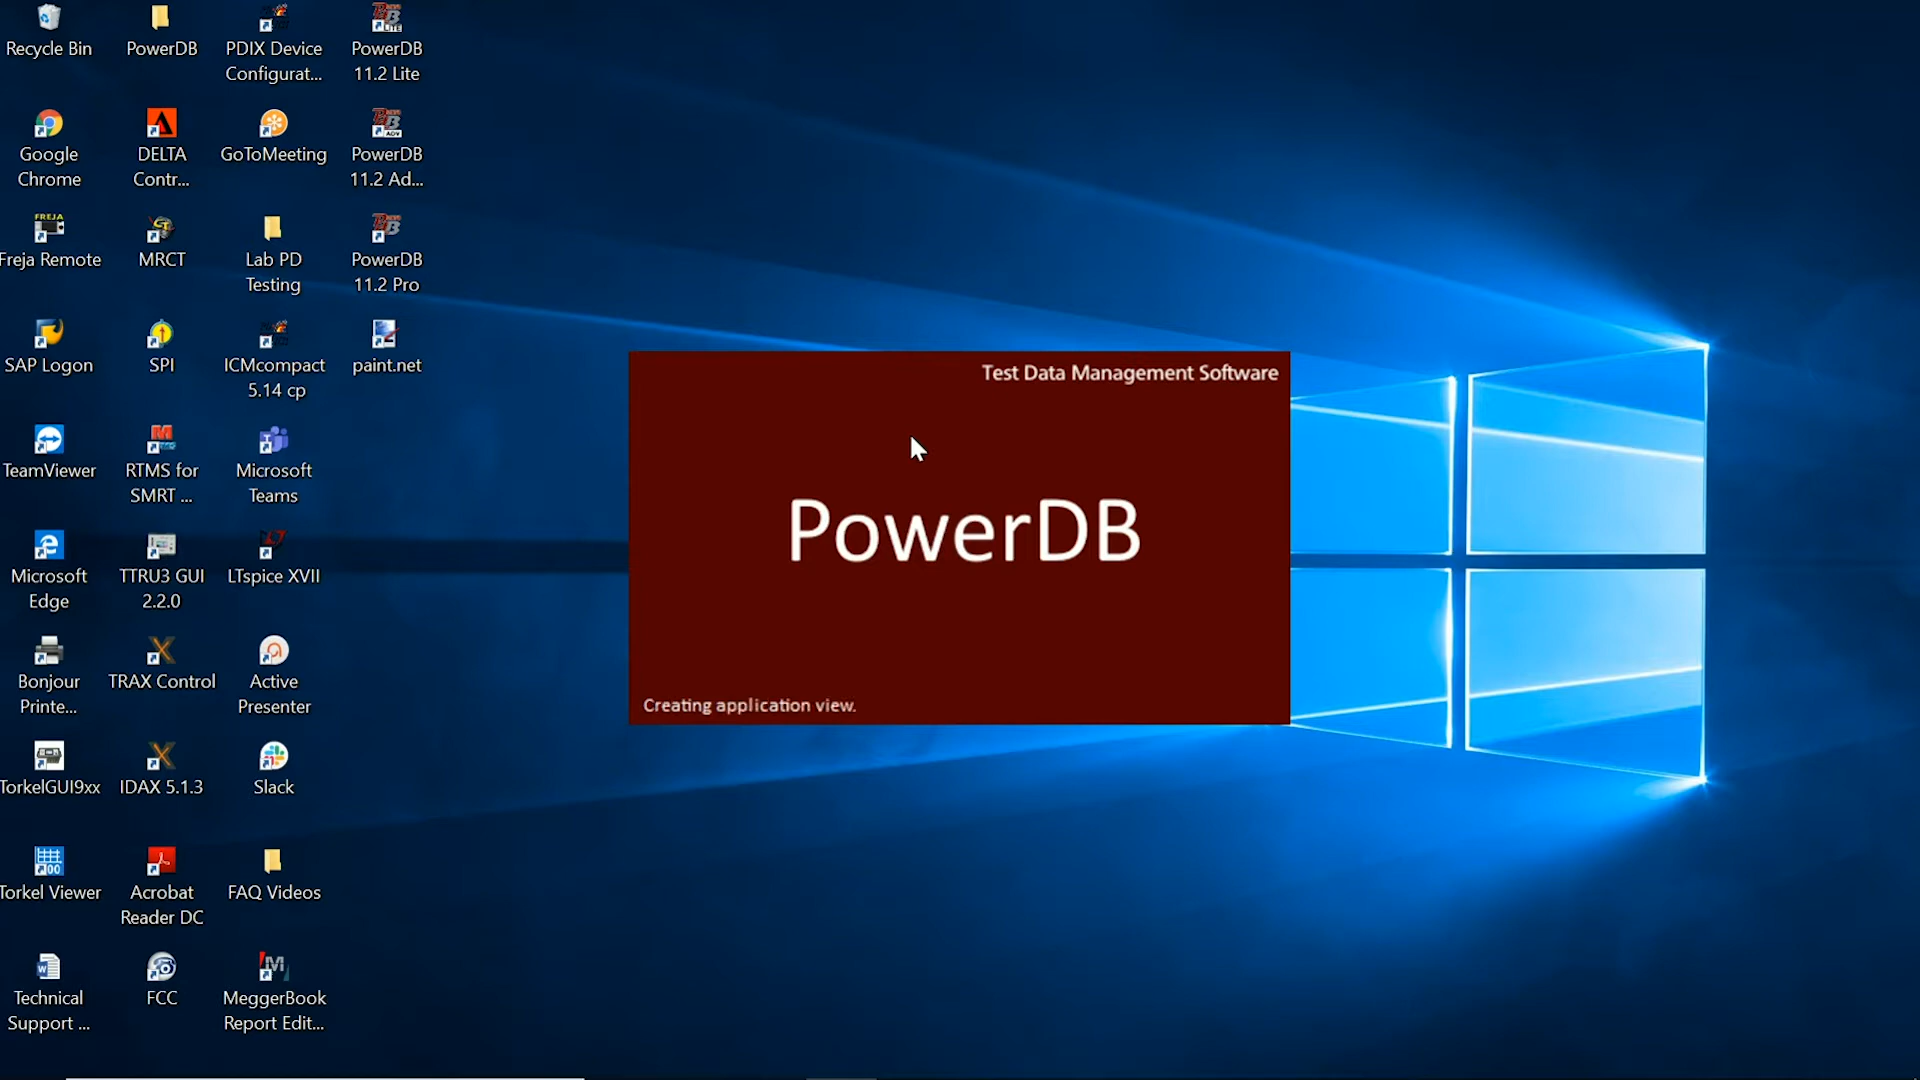 Recycle Bin
PowerDB
PDIX Device
Configurat...
PowerDB
11.2 Lite
Google
Chrome
DELTA
Contr...
GoToMeeting
PowerDB
11.2 Ad...
Freja Remote
MRCT
Lab PD
Testing
PowerDB
11.2 Pro
SAP Logon
SPI
ICMcompact
5.14 cp
paint.net
TeamViewer
RTMS for
SMRT ...
Microsoft
Teams
Microsoft
Edge
TTRU3 GUI
2.2.0
LTspice XVII
Bonjour
Printe...
TRAX Control
Active
Presenter
TorkelGUI9xx
IDAX 5.1.3
Slack
Torkel Viewer
Acrobat
Reader DC
FAQ Videos
Technical
Support ...
FCC
MeggerBook
Report Edit...
Test Data Management Software
PowerDB
Creating application view.